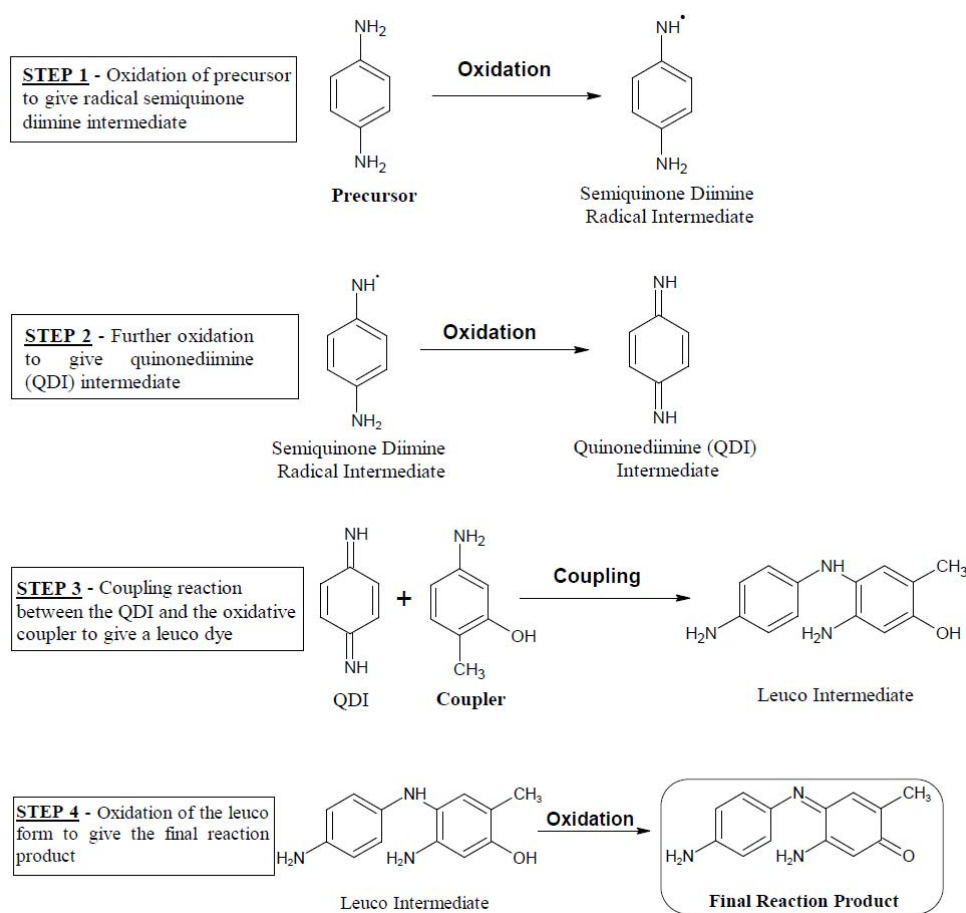 NH2
NH•
STEP 1 - Oxidation of precursor
to give radical semiquinone
diimine intermediate
Oxidation
NH2
NH2
Precursor
Semiquinone Diimine
Radical Intermediate
NH•
NH
STEP 2 - Further oxidation
to give quinonediimine
(QDI) intermediate
Oxidation
NH2
NH
Semiquinone Diimine
Radical Intermediate
Quinonediimine (QDI)
Intermediate
NH
NH2
STEP 3 - Coupling reaction
between the QDI and the oxidative
coupler to give a leuco dye
+
OH
Coupling
NH
CH3
H2N
H2N
OH
NH
CH3
QDI
Coupler
Leuco Intermediate
STEP 4 - Oxidation of the leuco
form to give the final reaction
product
NH
CH3
H2N
H2N
OH
Oxidation
N
CH3
H2N
H2N
O
Leuco Intermediate
Final Reaction Product